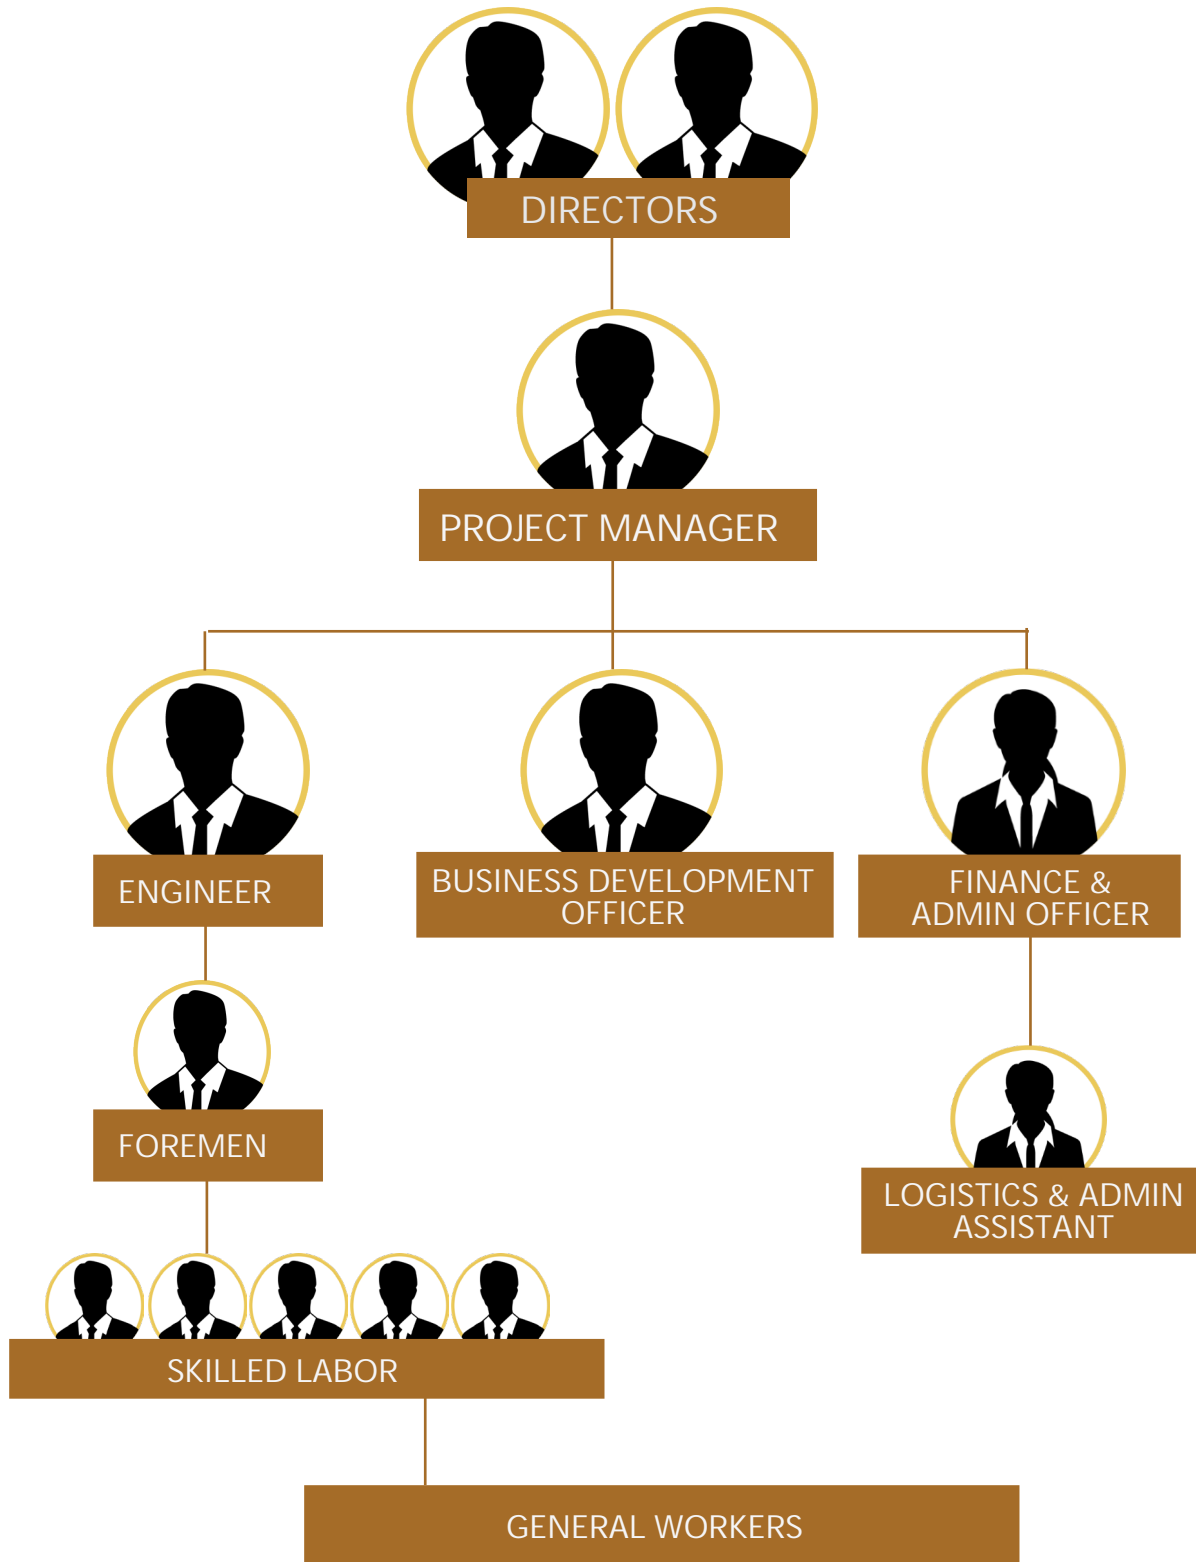 DIRECTORS
PROJECT MANAGER
ENGINEER
BUSINESS DEVELOPMENT
OFFICER
FINANCE &
ADMIN OFFICER
FOREMEN
LOGISTICS & ADMIN
ASSISTANT
SKILLED LABOR
GENERAL WORKERS